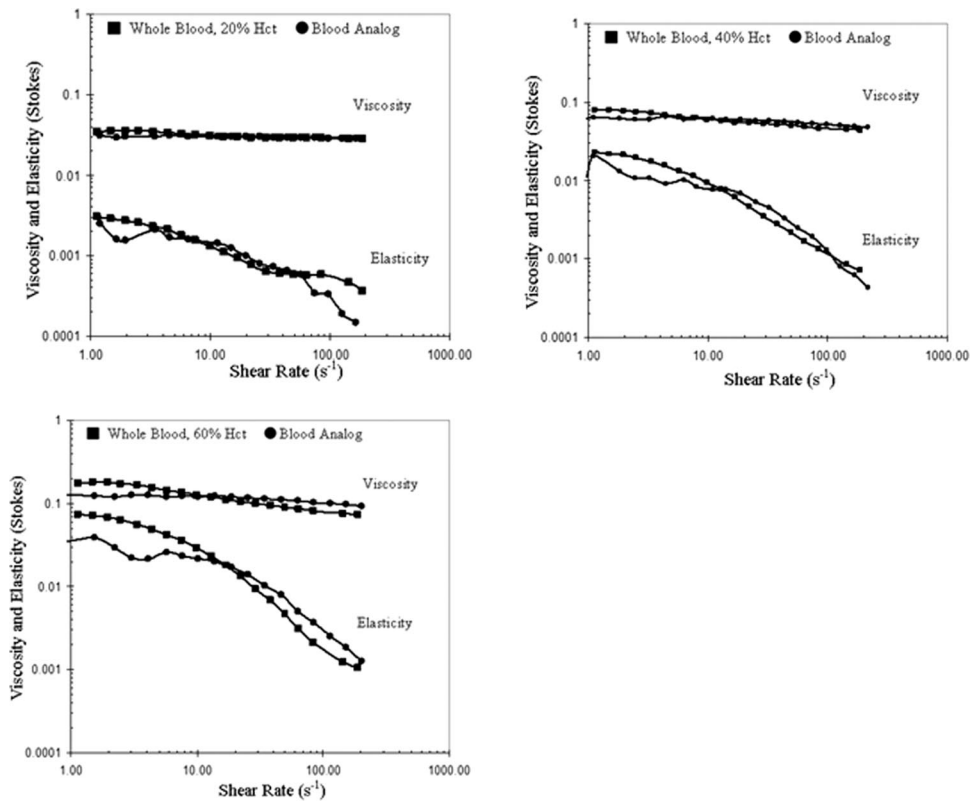 Whole Blood, 20% Hct Blood Analog
1
0.1
0.01
0.001
0.0001
Viscosity
Elasticity
Viscosity and Elasticity (Stokes)
1.00 10.00 100.00 1000.00
Shear Rate (s-1)
Whole Blood, 40% Hct Blood Analog
1
0.1
0.01
0.001
0.0001
Viscosity
Elasticity
Viscosity and Elasticity (Stokes)
1.00 10.00 100.00 1000.00
Shear Rate (s-1)
Whole Blood, 60% Hct Blood Analog
1
0.1
0.01
0.001
0.0001
Viscosity
Elasticity
Viscosity and Elasticity (Stokes)
1.00 10.00 100.00 1000.00
Shear Rate (s-1)